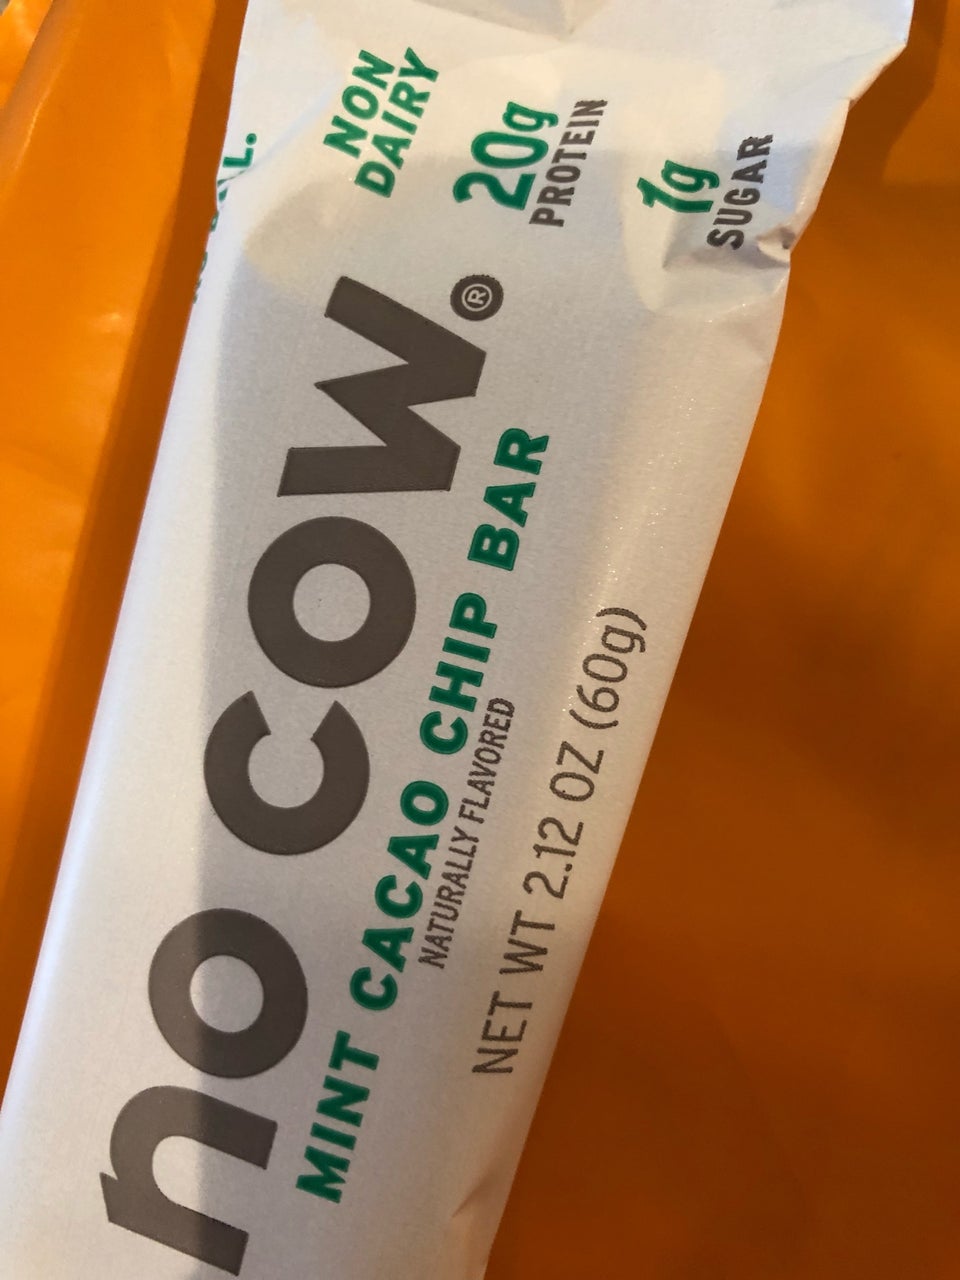 no cow.®
MINT CACAO CHIP BAR
NATURALLY FLAVORED
NET WT 2.12 OZ (60g)
NON
DAIRY
20g
PROTEIN
1g
SUGAR